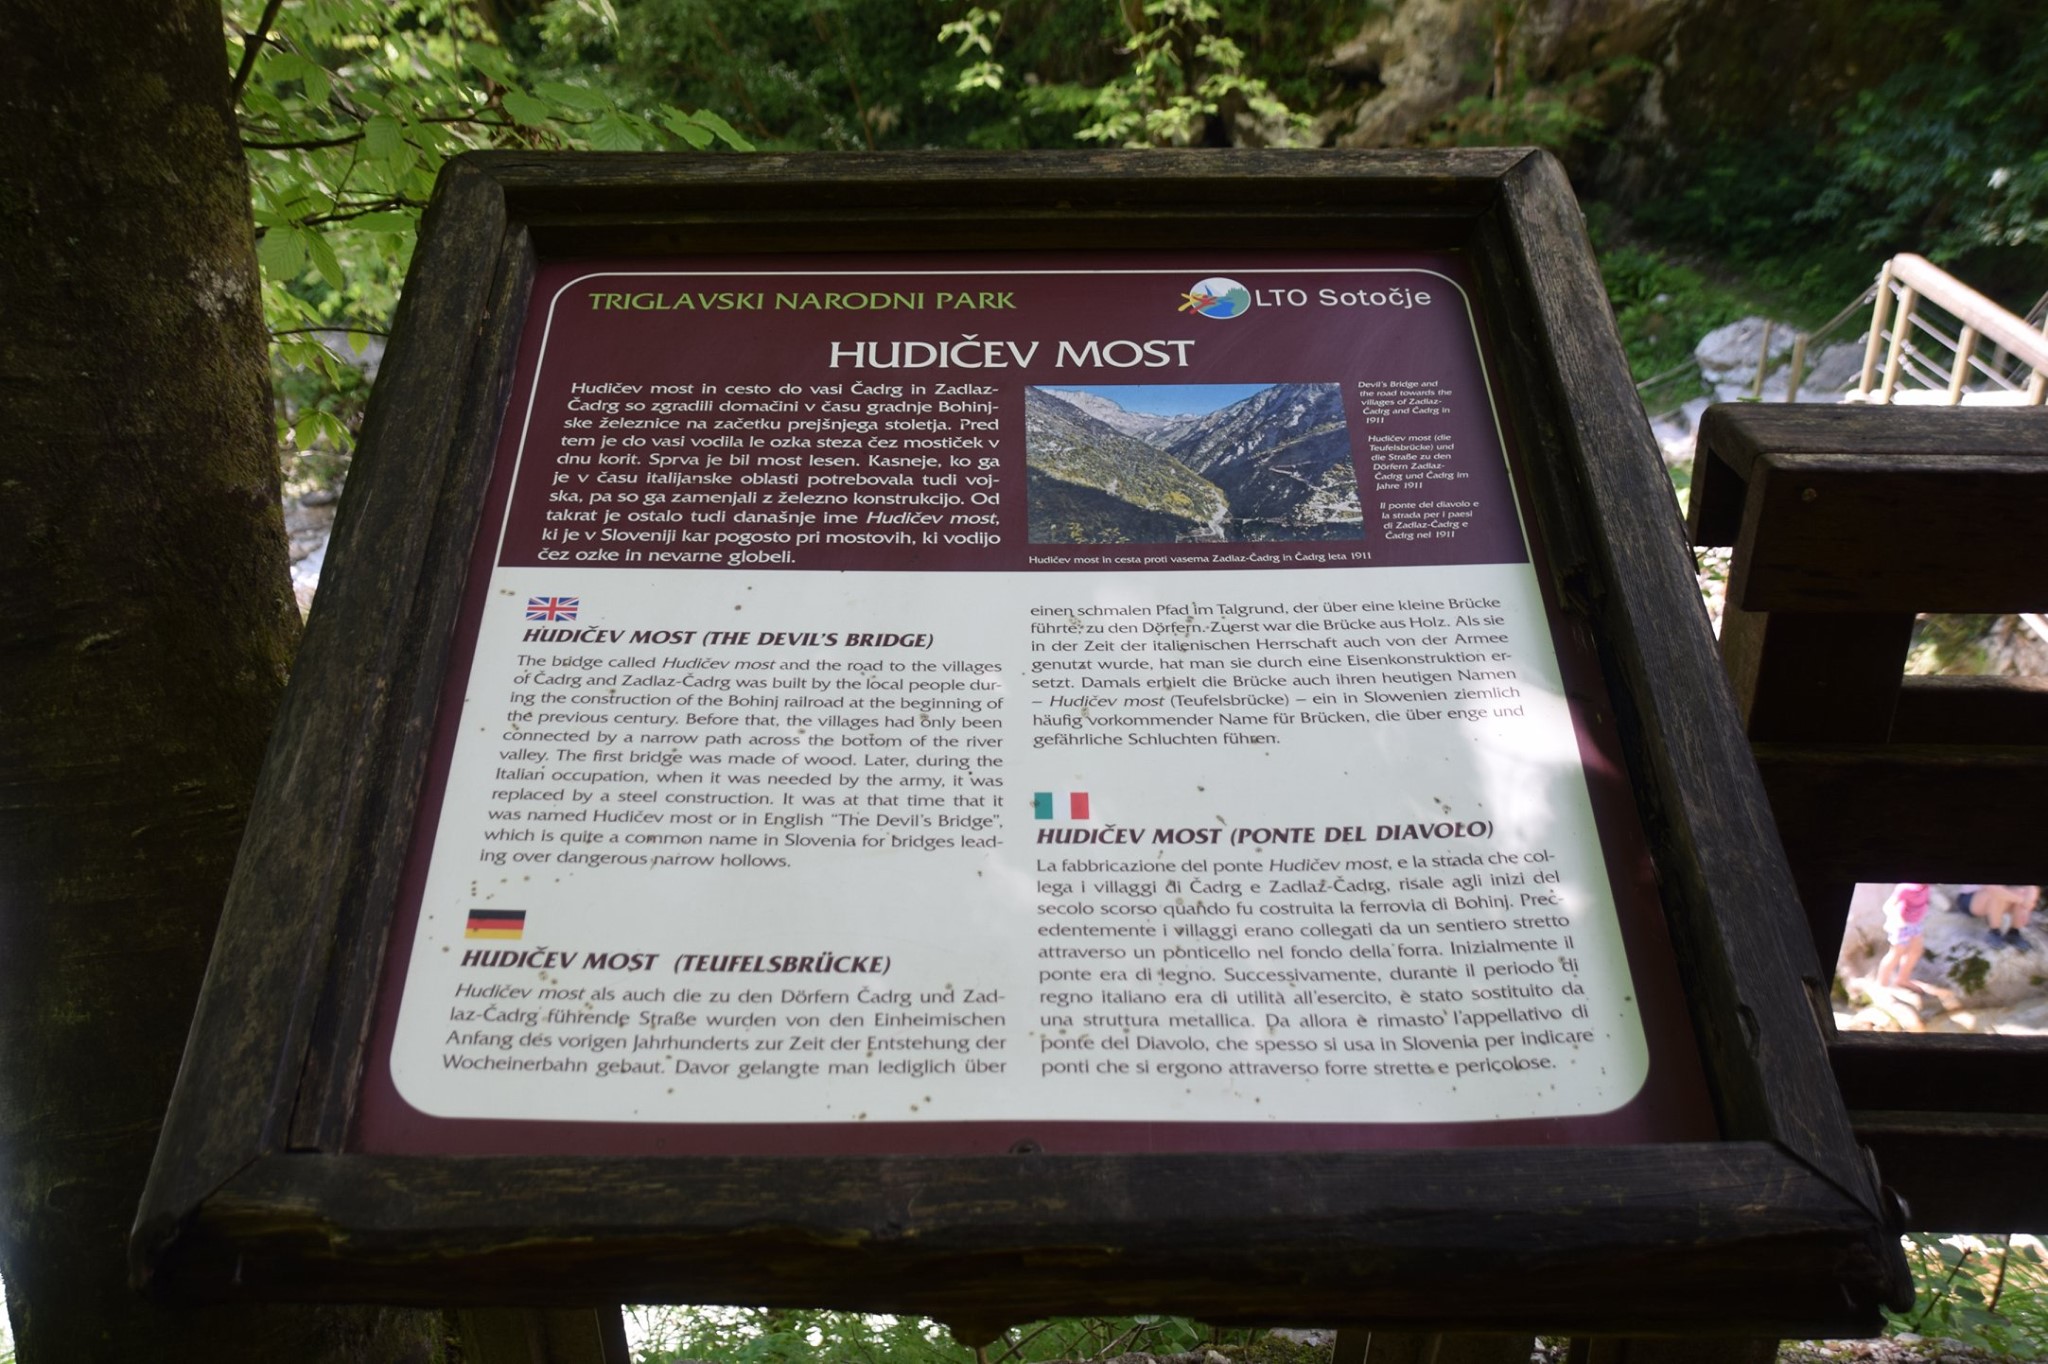 TRIGLAVSKI NARODNI PARK
LTO Sotočje
HUDIČEV MOST
Hudičev most in cesto do vasi Čadrg in Zadlaz-
Čadrg so zgradili domačini v času gradnje Bohinj-
ske železnice na začetku prejšnjega stoletja. Pred
tem je do vasi vodila le ozka steza čez mostiček v
dnu korit. Sprva je bil most lesen. Kasneje, ko ga
je v času italijanske oblasti potrebovala tudi voj-
ska, pa so ga zamenjali z železno konstrukcijo. Od
takrat je ostalo tudi današnje ime Hudičev most,
ki je v Sloveniji kar pogosto pri mostovih, ki vodijo
čez ozke in nevarne globeli.
Devil's Bridge and
the road towards the
villages of Zadlaz-
Čadrg and Čadrg in
1911
Hudičev most (die
Teufelsbrücke) und
die Straße zu den
Dörfern Zadlaz-
Čadrg und Čadrg im
Jahre 1911
Il ponte del diavolo e
la strada per i paesi
di Zadlaz-Čadrg e
Čadrg nel 1911
Hudičev most in cesta proti vasema Zadlaz-Čadrg in Čadrg leta 1911
HUDIČEV MOST (THE DEVIL'S BRIDGE)
The bridge called Hudičev most and the road to the villages
of Čadrg and Zadlaz-Čadrg was built by the local people dur-
ing the construction of the Bohinj railroad at the beginning of
the previous century. Before that, the villages had only been
connected by a narrow path across the bottom of the river
valley. The first bridge was made of wood. Later, during the
Italian occupation, when it was needed by the army, it was
replaced by a steel construction. It was at that time that it
was named Hudičev most or in English "The Devil's Bridge",
which is quite a common name in Slovenia for bridges lead-
ing over dangerous narrow hollows.
HUDIČEV MOST (TEUFELSBRÜCKE)
Hudičev most als auch die zu den Dörfern Čadrg und Zad-
laz-Čadrg führende Straße wurden von den Einheimischen
Anfang des vorigen Jahrhunderts zur Zeit der Entstehung der
Wocheinerbahn gebaut. Davor gelangte man lediglich über
einen schmalen Pfad im Talgrund, der über eine kleine Brücke
führte, zu den Dörfern. Zuerst war die Brücke aus Holz. Als sie
in der Zeit der italienischen Herrschaft auch von der Armee
genutzt wurde, hat man sie durch eine Eisenkonstruktion er-
setzt. Damals erhielt die Brücke auch ihren heutigen Namen
– Hudičev most (Teufelsbrücke) – ein in Slowenien ziemlich
häufig vorkommender Name für Brücken, die über enge und
gefährliche Schluchten führen.
HUDIČEV MOST (PONTE DEL DIAVOLO)
La fabbricazione del ponte Hudičev most, e la strada che col-
lega i villaggi di Čadrg e Zadlaž-Čadrg, risale agli inizi del
secolo scorso quando fu costruita la ferrovia di Bohinj. Prec-
edentemente i villaggi erano collegati da un sentiero stretto
attraverso un ponticello nel fondo della forra. Inizialmente il
ponte era di legno. Successivamente, durante il periodo di
regno italiano era di utilità all'esercito, è stato sostituito da
una struttura metallica. Da allora è rimasto l'appellativo di
ponte del Diavolo, che spesso si usa in Slovenia per indicare
ponti che si ergono attraverso forre strette e pericolose.